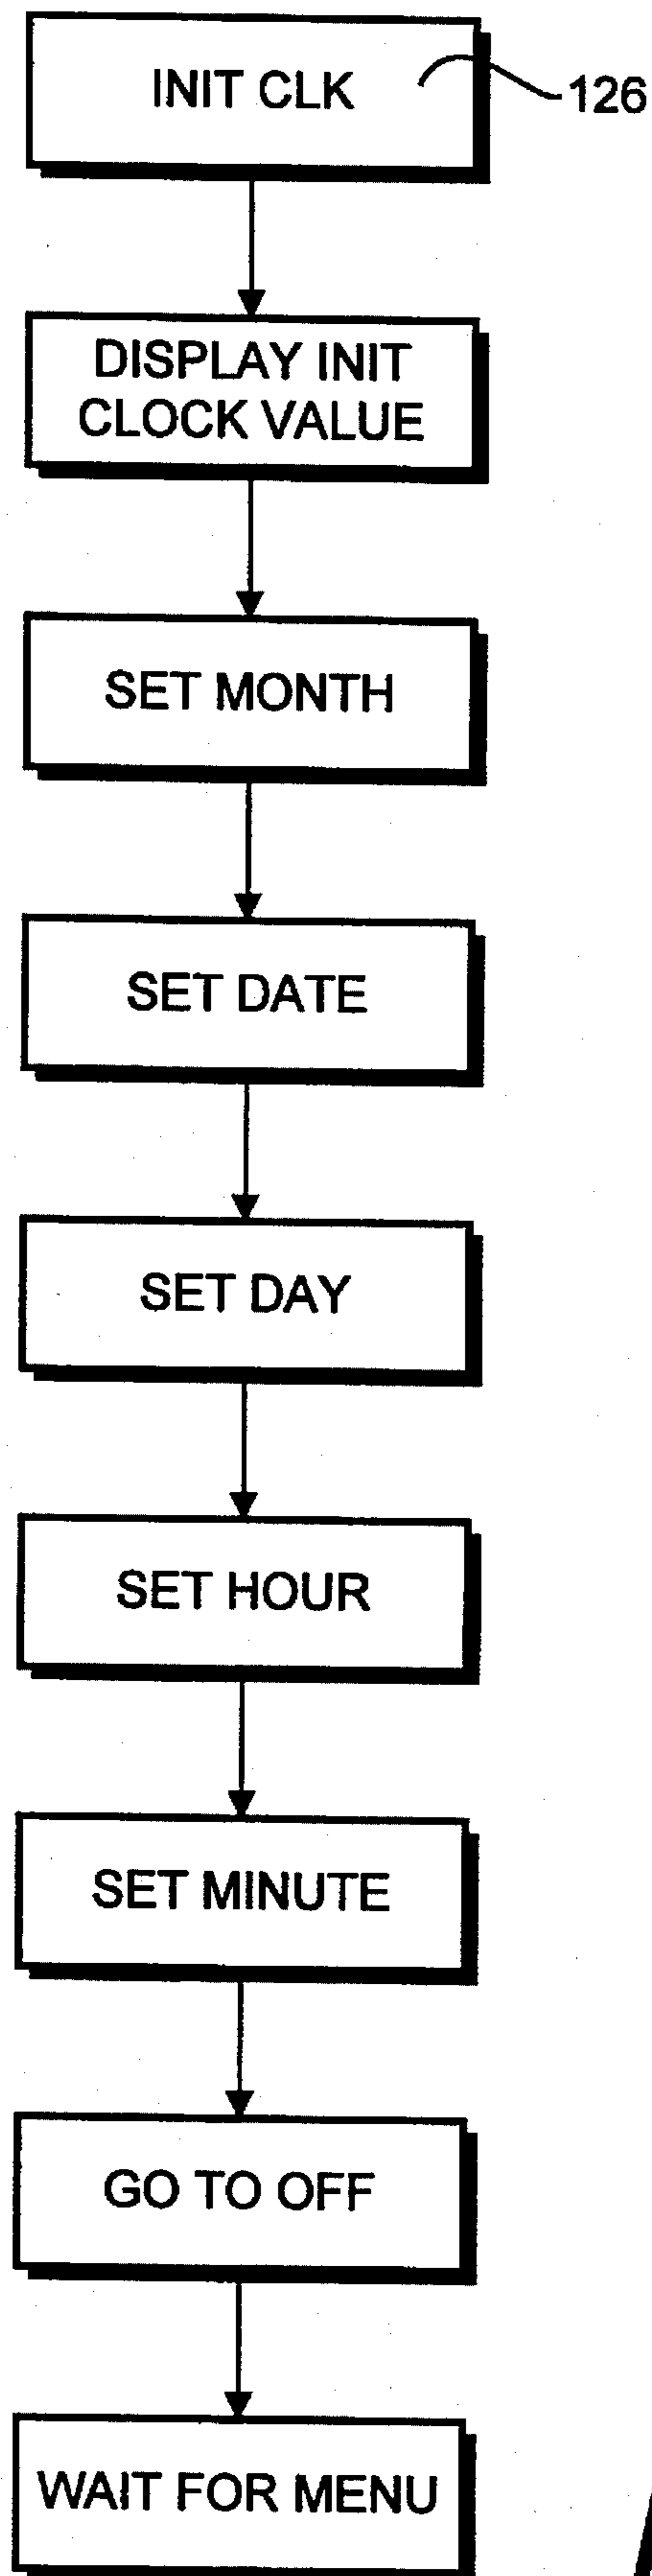 INIT CLK
126
DISPLAY INIT
CLOCK VALUE
SET MONTH
SET DATE
SET DAY
SET HOUR
SET MINUTE
GO TO OFF
WAIT FOR MENU